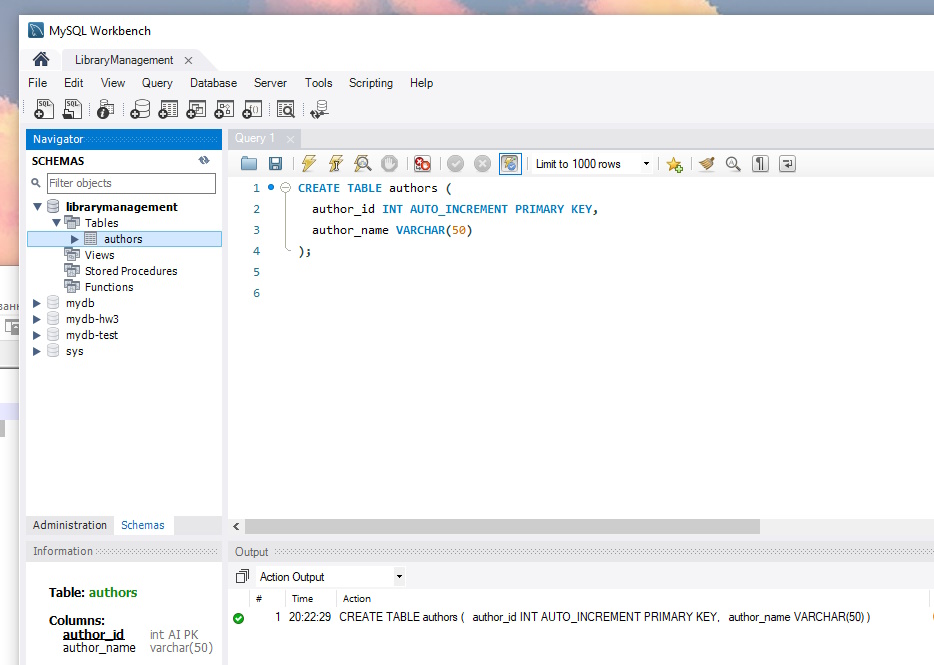 MySQL Workbench
LibraryManagement
File Edit View Query Database Server Tools Scripting Help
Navigator
SCHEMAS
Filter objects
librarymanagement
Tables
authors
Views
Stored Procedures
Functions
mydb
mydb-hw3
mydb-test
sys
Administration Schemas
Information
Table: authors
Columns:
author_id int AI PK
author_name varchar(50)
Query 1
Limit to 1000 rows
1 CREATE TABLE authors (
2 author_id INT AUTO_INCREMENT PRIMARY KEY,
3 author_name VARCHAR(50)
4 );
5
6
Output
Action Output
# Time Action
1 20:22:29 CREATE TABLE authors ( author_id INT AUTO_INCREMENT PRIMARY KEY, author_name VARCHAR(50) )